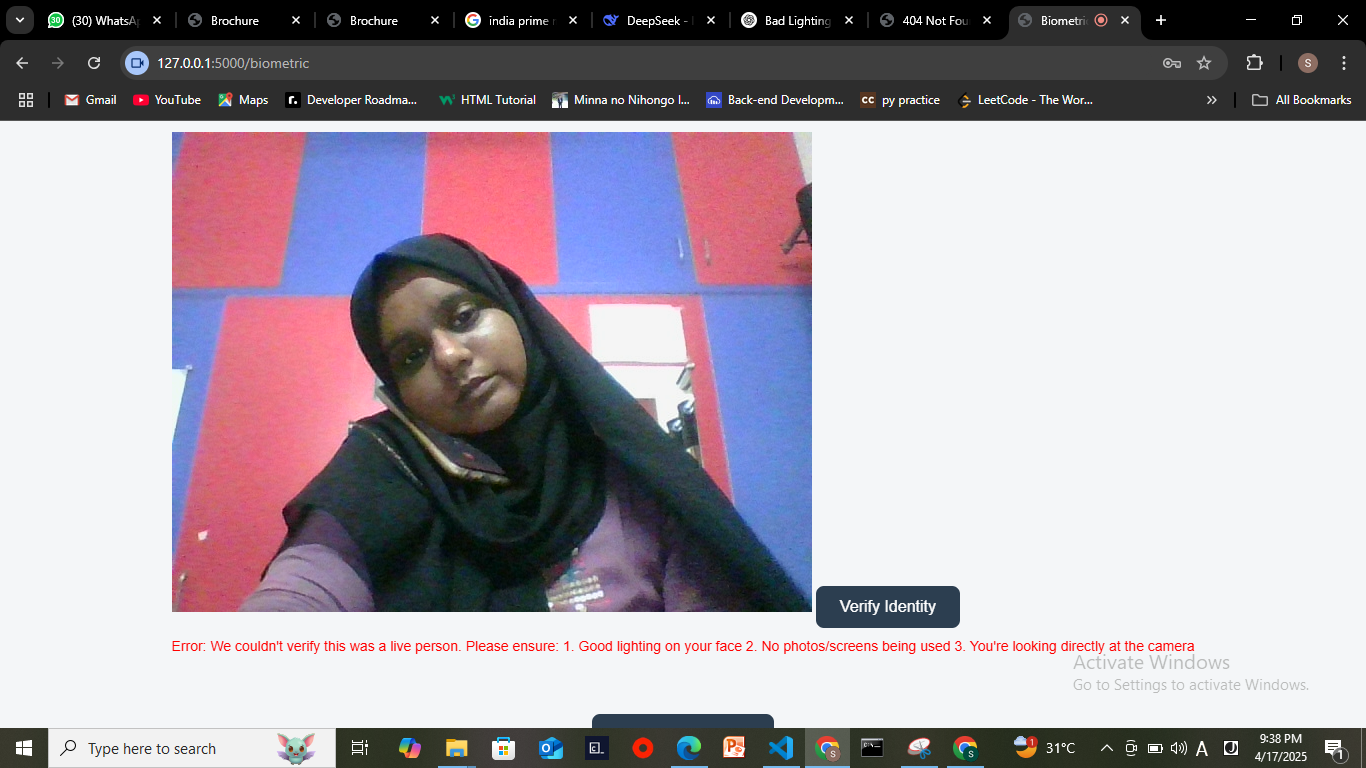 (30) WhatsA
Brochure
Brochure
india prime
DeepSeek -
Bad Lighting
404 Not Fou
Biometri
127.0.0.1:5000/biometric
S
Gmail
YouTube
Maps
r.
Developer Roadma...
HTML Tutorial
Minna no Nihongo I...
Back-end Developm...
CC
py practice
LeetCode - The Wor...
All Bookmarks
Verify Identity
Error: We couldn't verify this was a live person. Please ensure: 1. Good lighting on your face 2. No photos/screens being used 3. You're looking directly at the camera
Activate Windows
Go to Settings to activate Windows.
Type here to search
31°C
A
9:38 PM
4/17/2025
1